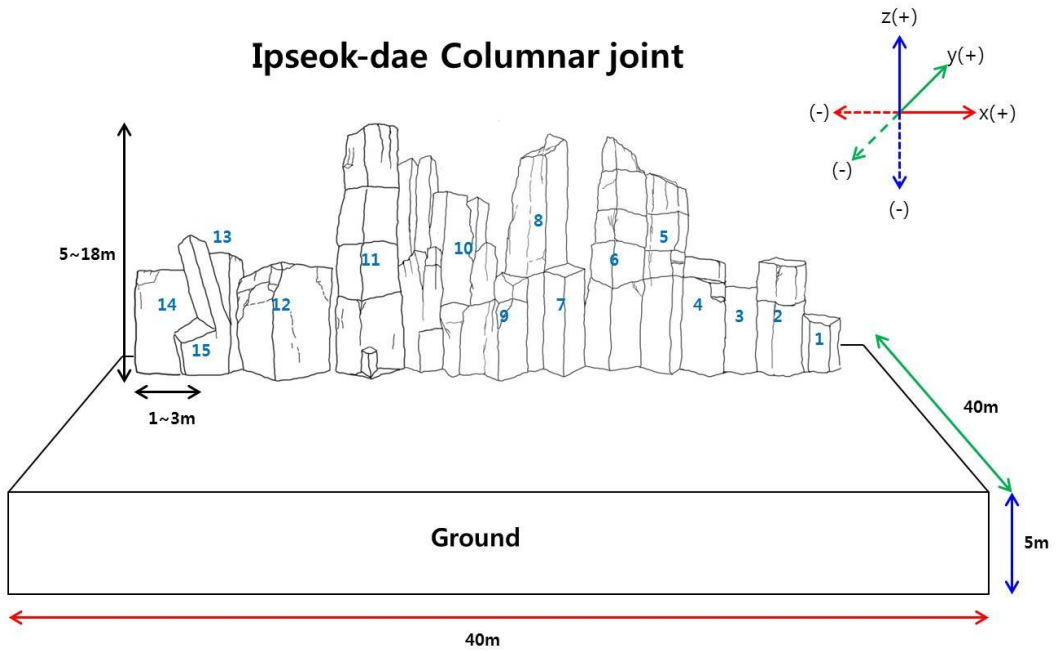 z(+)
Ipseok-dae Columnar joint
y(+)
(-)
x(+)
(-)
(-)
5~18m
13
8
5
10
11
6
14
12
9
7
4
3
2
15
1
1~3m
40m
Ground
5m
40m